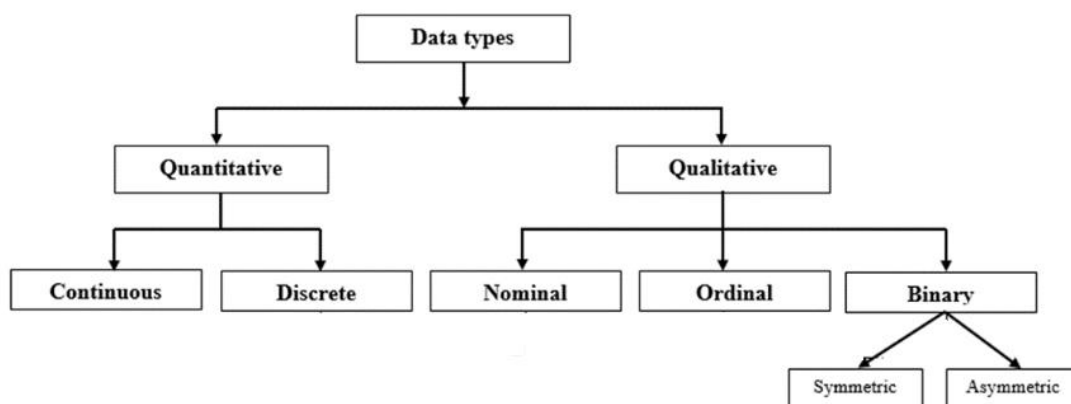 Data types
Quantitative
Qualitative
Continuous
Discrete
Nominal
Ordinal
Binary
Symmetric
Asymmetric